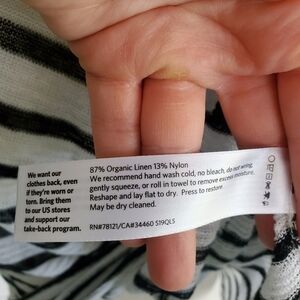 We want our
clothes back, even
if they're worn or
torn. Bring them
to our US stores
and support our
take-back program.
87% Organic Linen 13% Nylon
We recommend hand wash cold, no bleach, do not wring,
gently squeeze, or roll in towel to remove excess moisture.
Reshape and lay flat to dry. Press to restore.
May be dry cleaned.
RN#78121/CA#34460 S19QLS